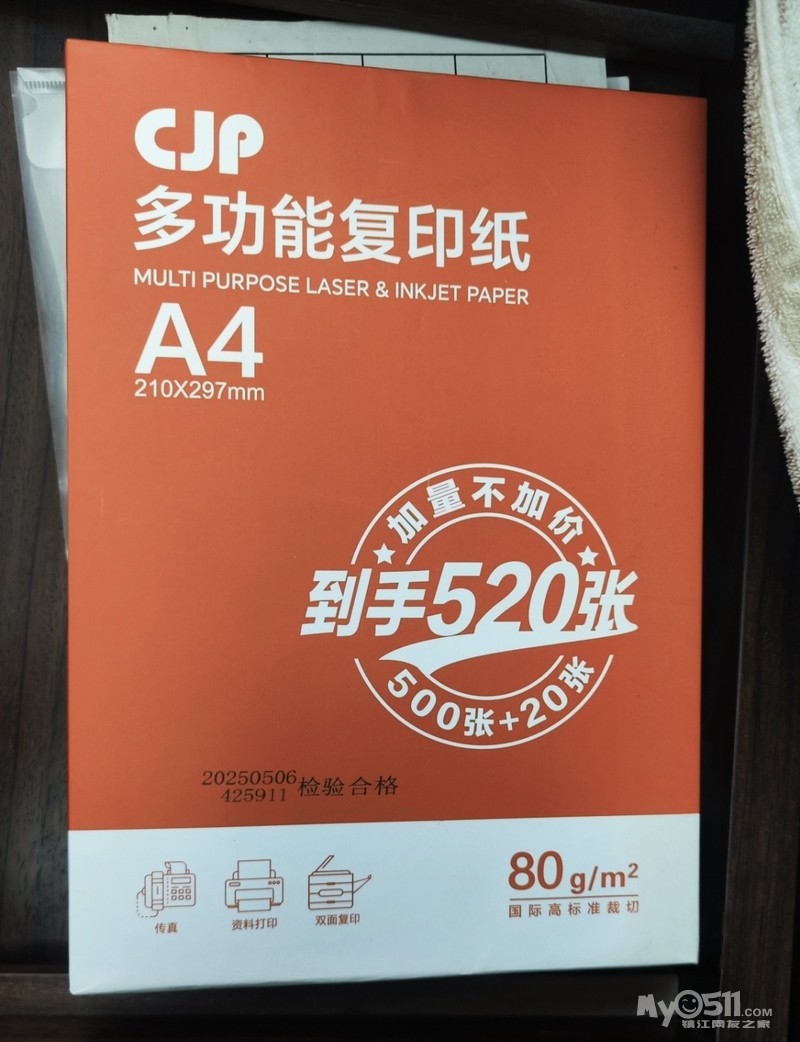 CJP
多功能复印纸
MULTI PURPOSE LASER & INKJET PAPER
A4
210X297mm
加量不加价
到手520张
500张+20张
20250506
425911
检验合格
传真
资料打印
双面复印
80g/m²
国际高标准裁切
MyO511.COM
镇江网友之家